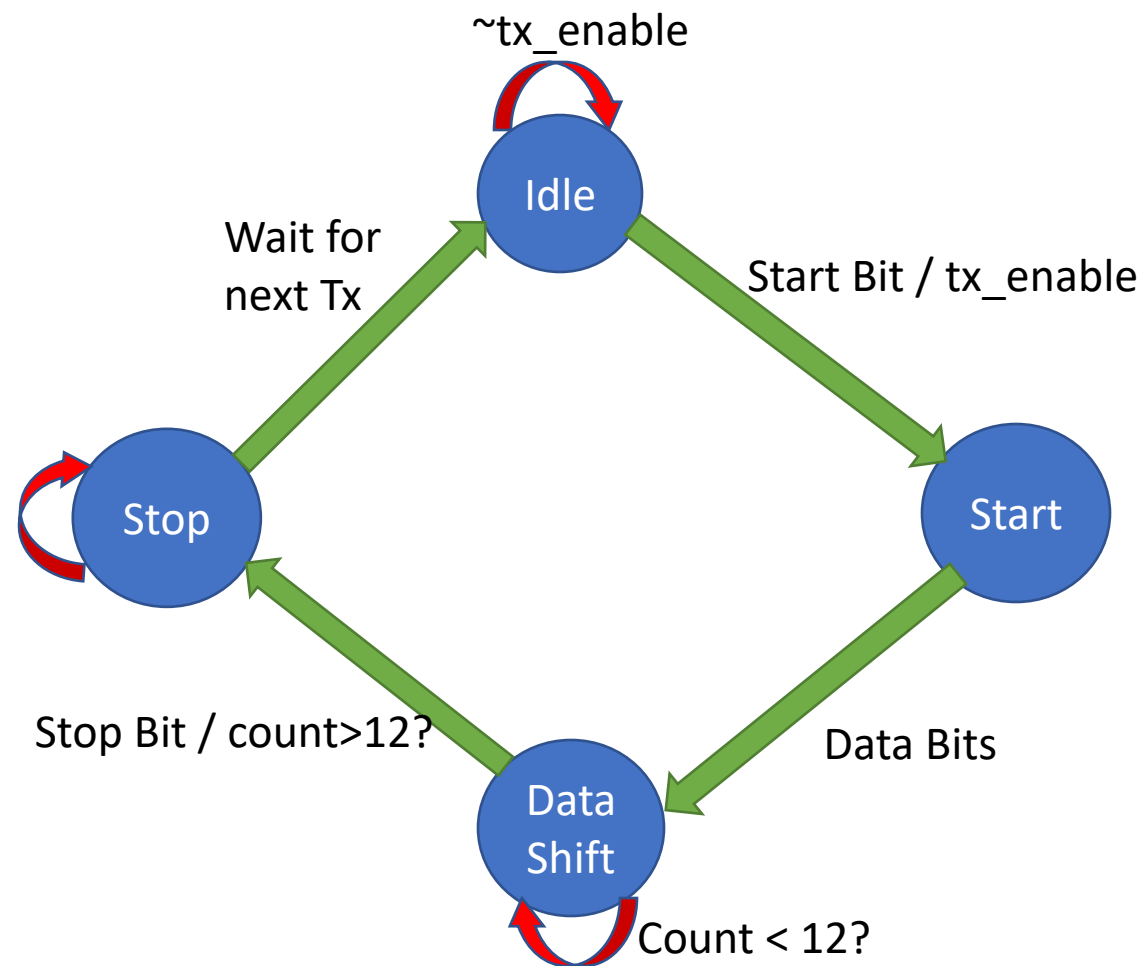 ~tx_enable
Idle
Wait for
next Tx
Start Bit / tx_enable
Stop
Start
Stop Bit / count>12?
Data Bits
Data
Shift
Count < 12?